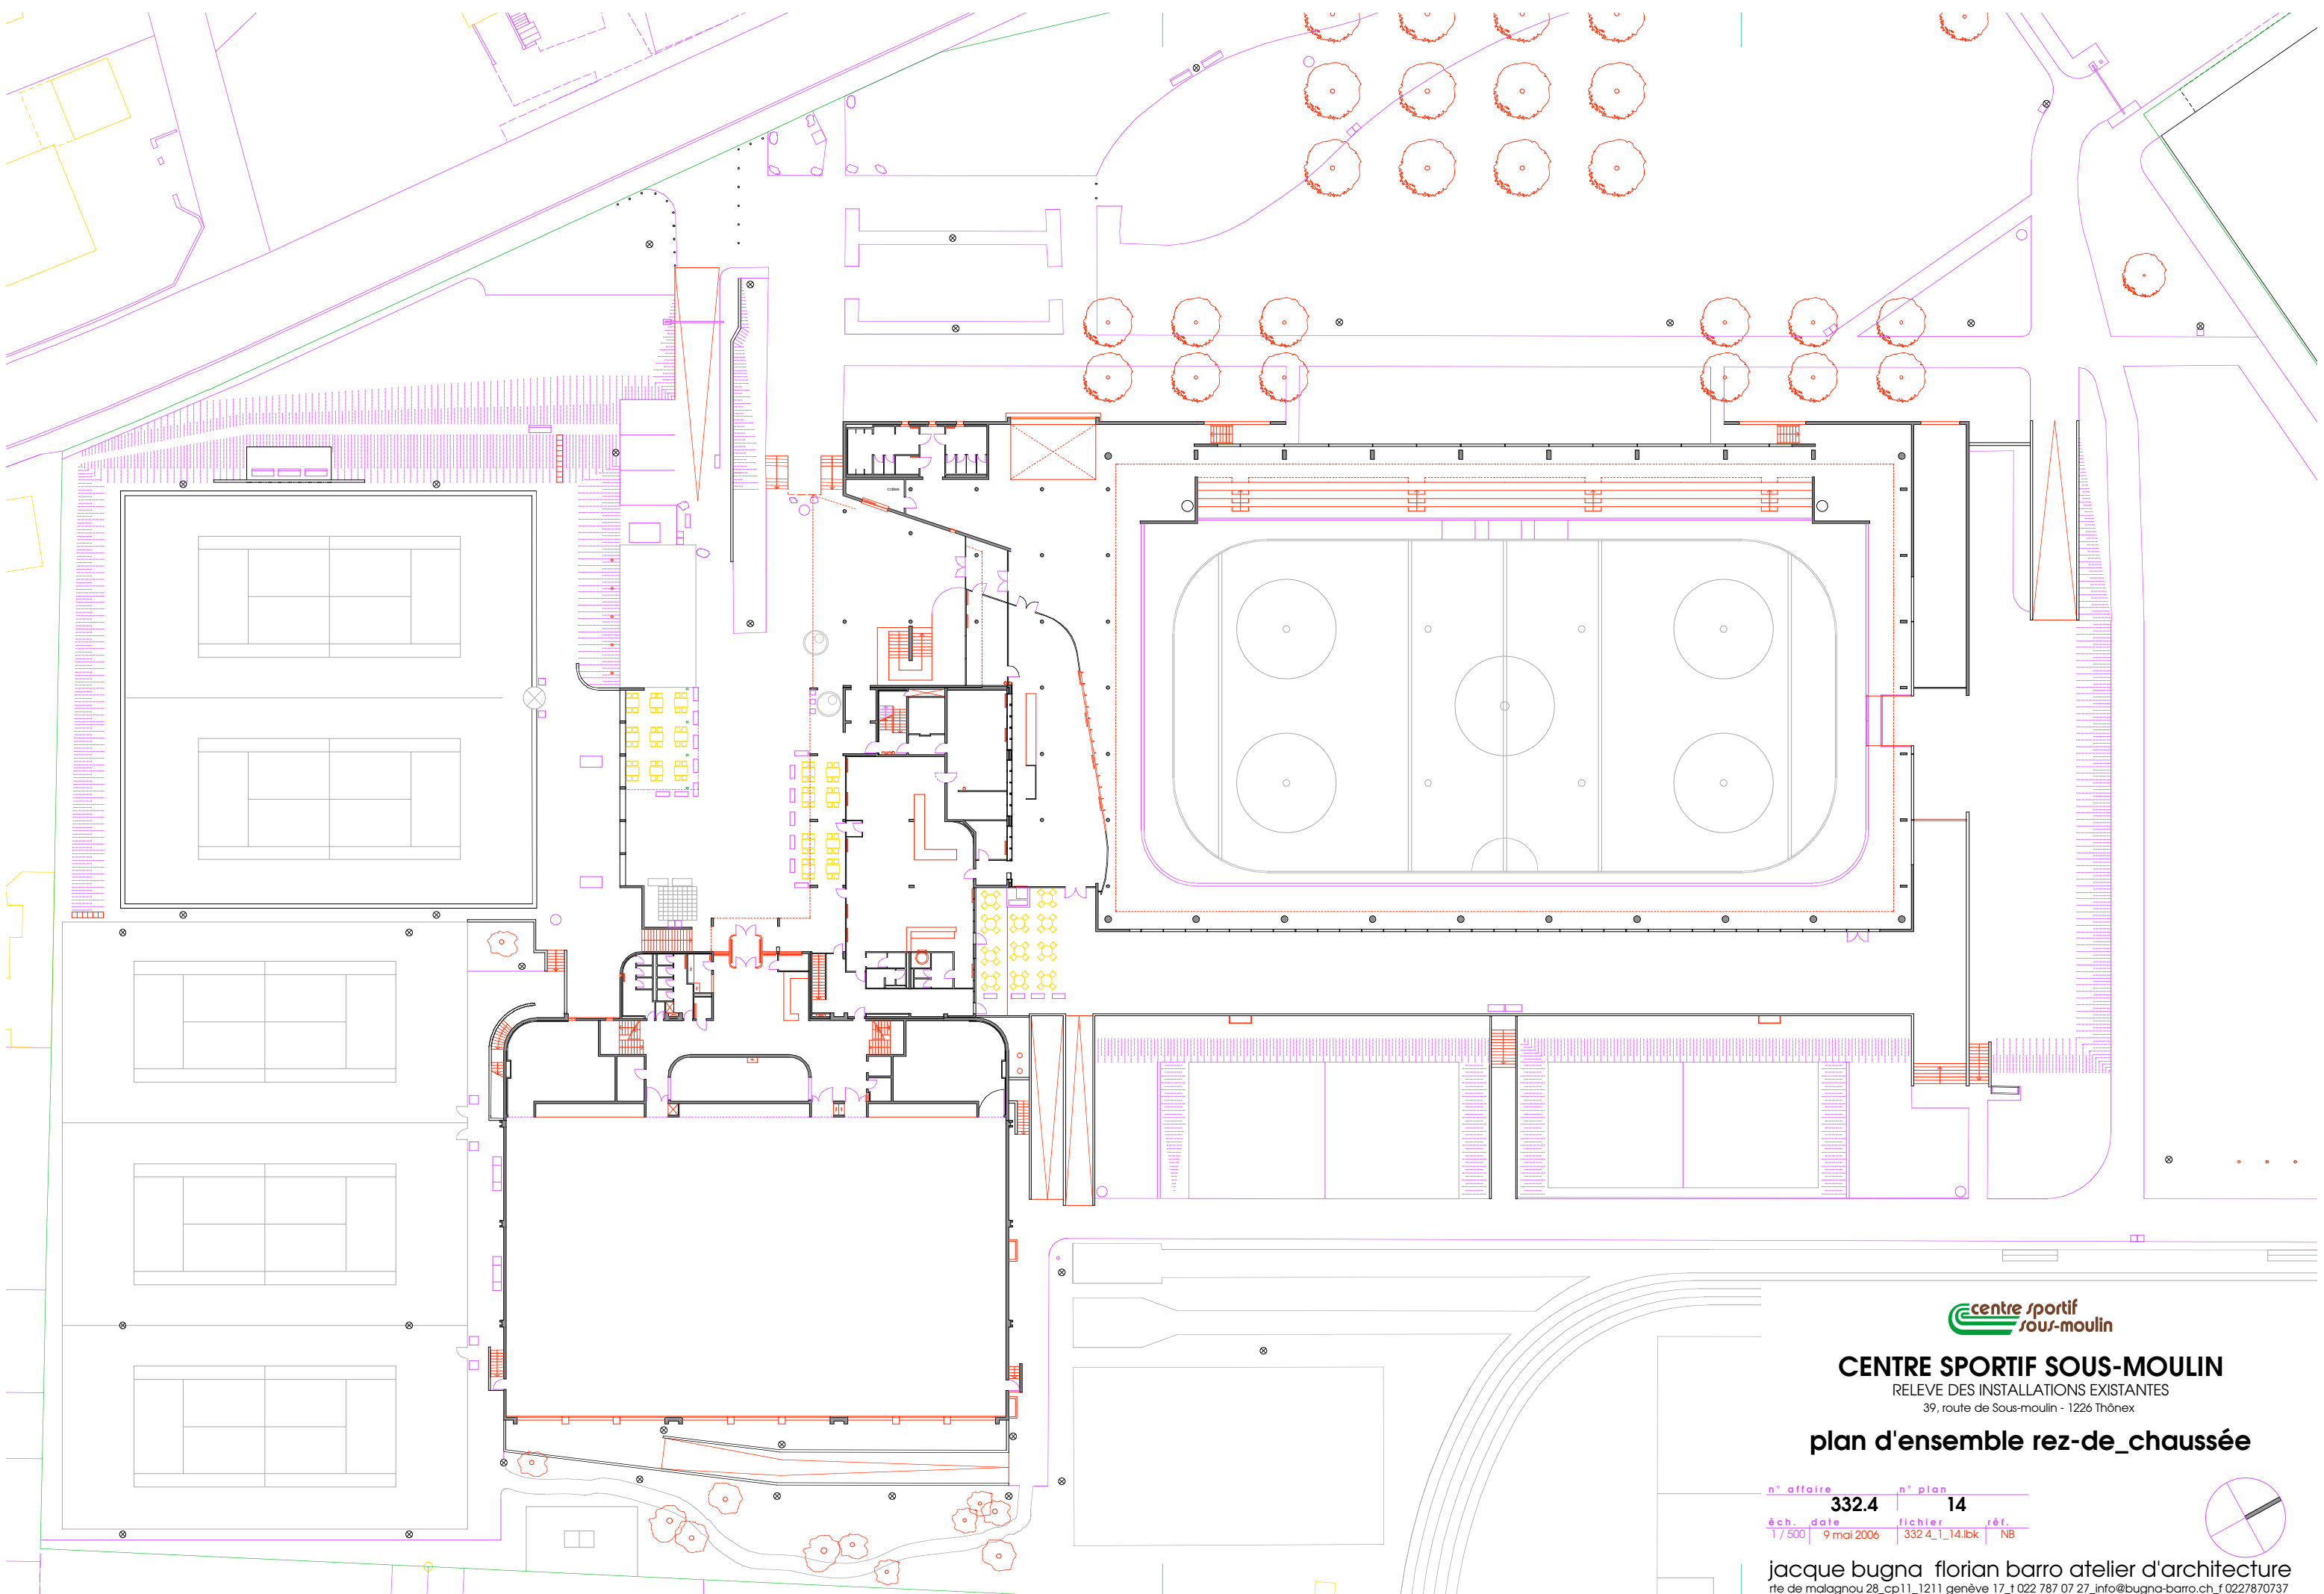 centre sportif
sous-moulin
CENTRE SPORTIF SOUS-MOULIN
RELEVE DES INSTALLATIONS EXISTANTES
39, route de Sous-moulin - 1226 Thônex
plan d'ensemble rez-de_chaussée
n° affaire n° plan
332.4 14
éch. date fichier réf.
1 / 500 9 mai 2006 332 4_1_14.lbk NB
jacque bugna florian barro atelier d'architecture
rte de malagnou 28_cp11_1211 genève 17_t 022 787 07 27_info@bugna-barro.ch_f 0227870737